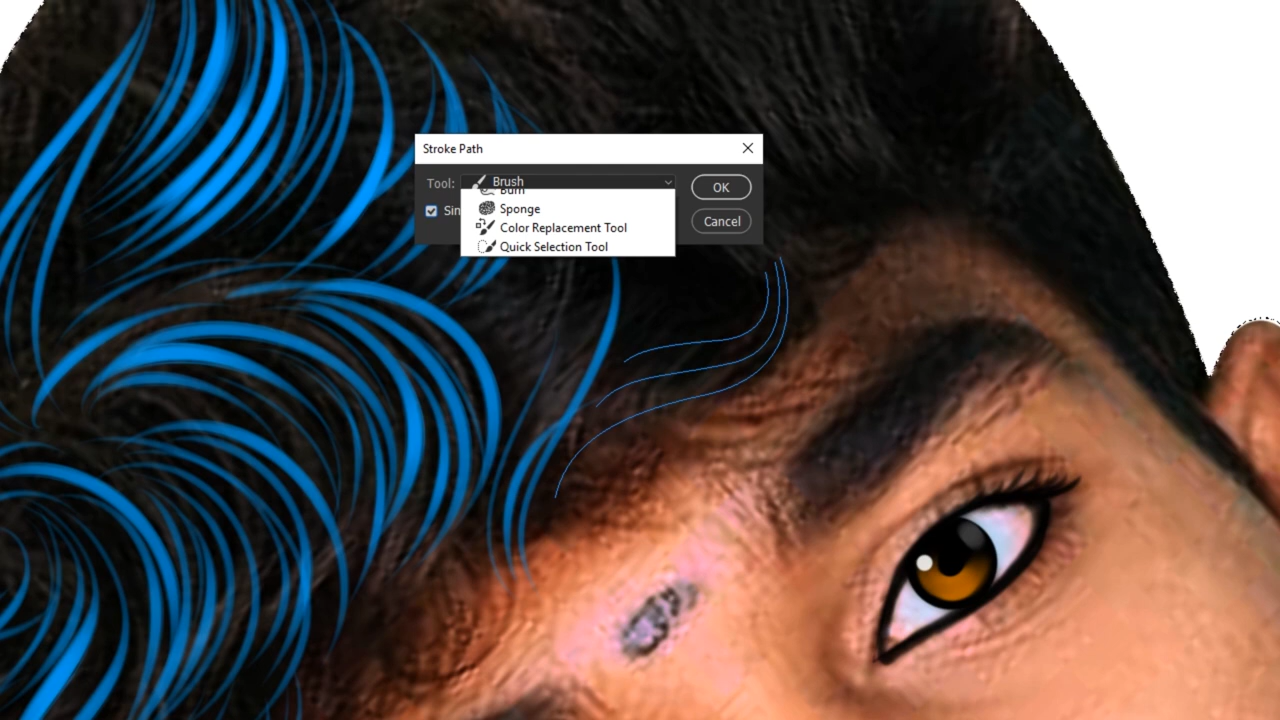 Stroke Path
Tool:
Brush
Burn
Sponge
Color Replacement Tool
Quick Selection Tool
OK
Cancel